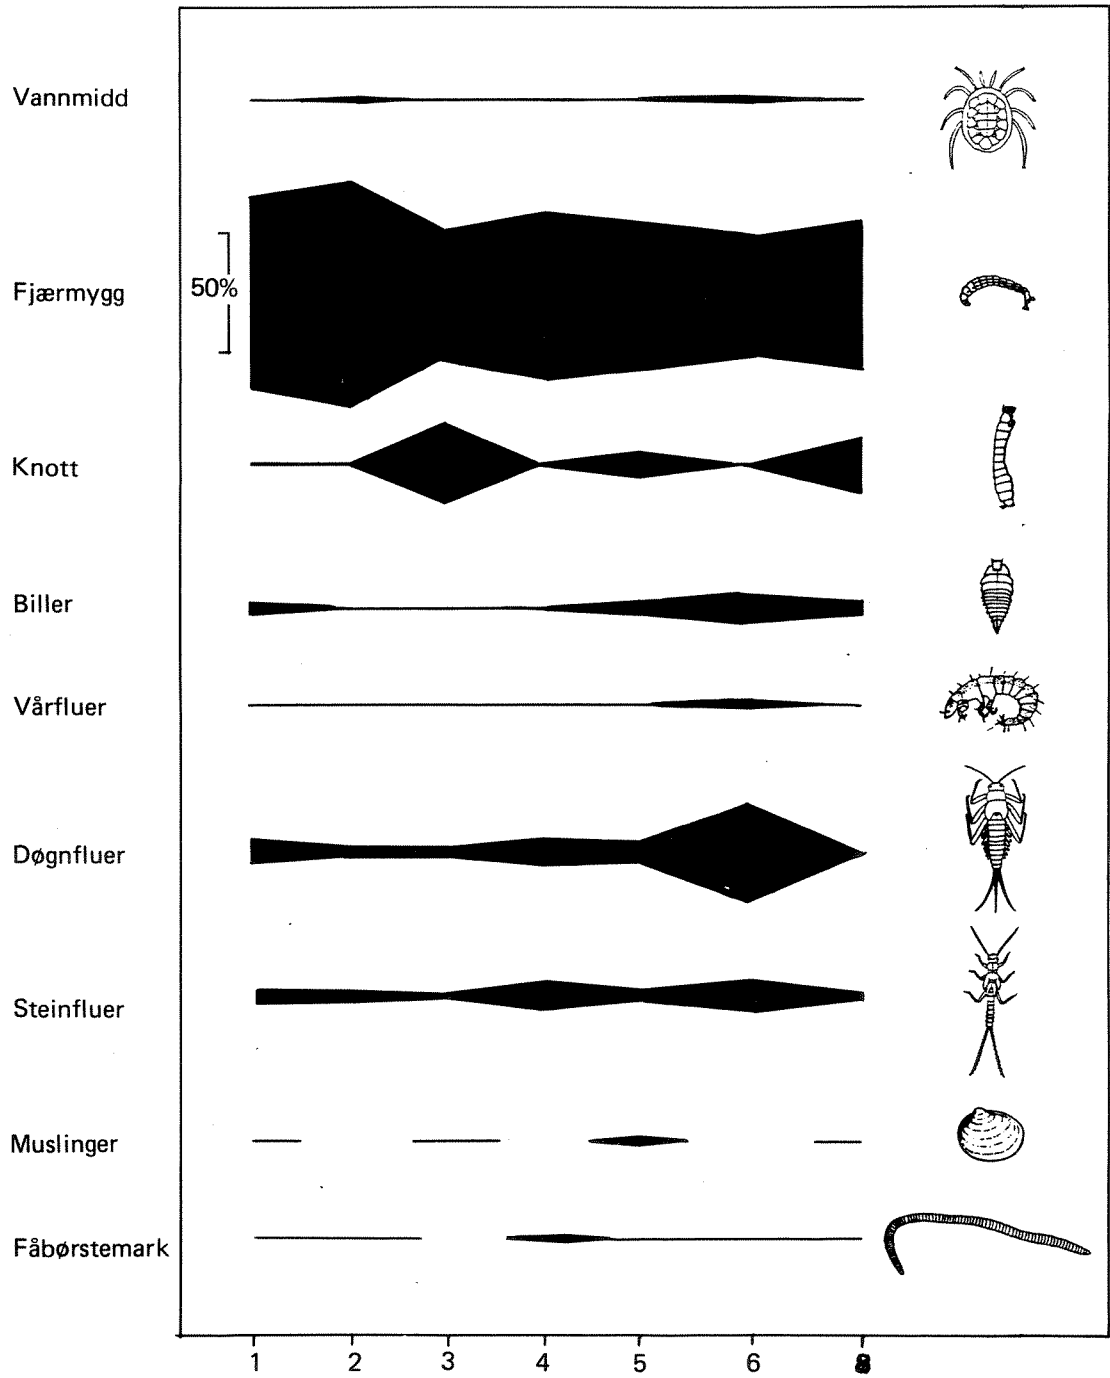 Vannmidd
Fjærmygg
50%
Knott
Biller
Vårfluer
Døgnfluer
Steinfluer
Muslinger
Fåbørstemark
1 2 3 4 5 6